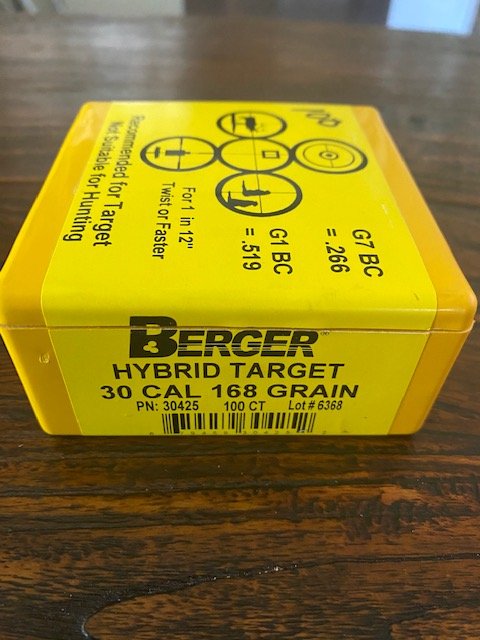 100
Recommended for Target
Not Suitable for Hunting
For 1 in 12"
Twist or Faster
G7 BC
= .266
G1 BC
= .519
BERGER
HYBRID TARGET
30 CAL 168 GRAIN
PN: 30425 100 CT Lot # 6368